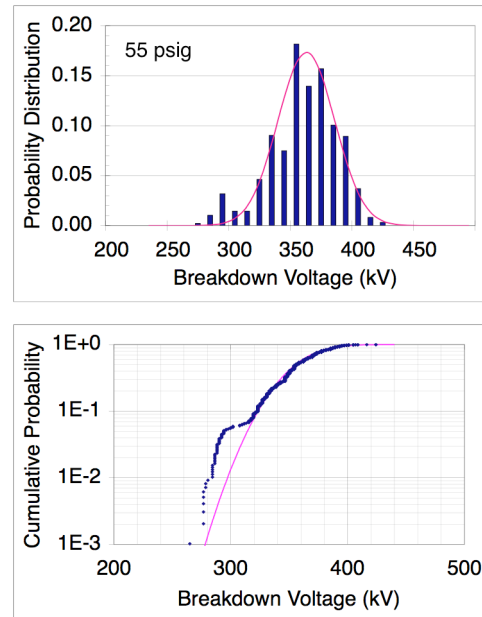 0.20
55 psig
0.15
0.10
0.05
0.00
Probability Distribution
200 250 300 350 400 450
Breakdown Voltage (kV)
1E+0
1E-1
1E-2
1E-3
Cumulative Probability
200 300 400 500
Breakdown Voltage (kV)